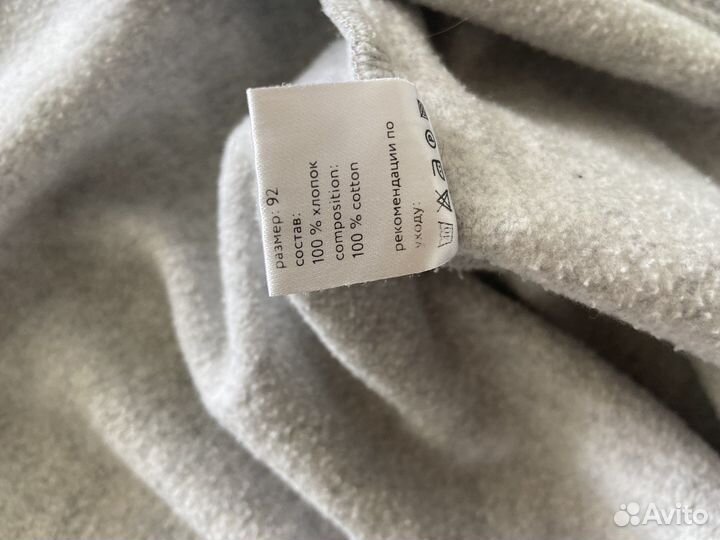 размер: 92
состав:
100 % хлопок
composition:
100 % cotton
рекомендации по
уходу:
Avito